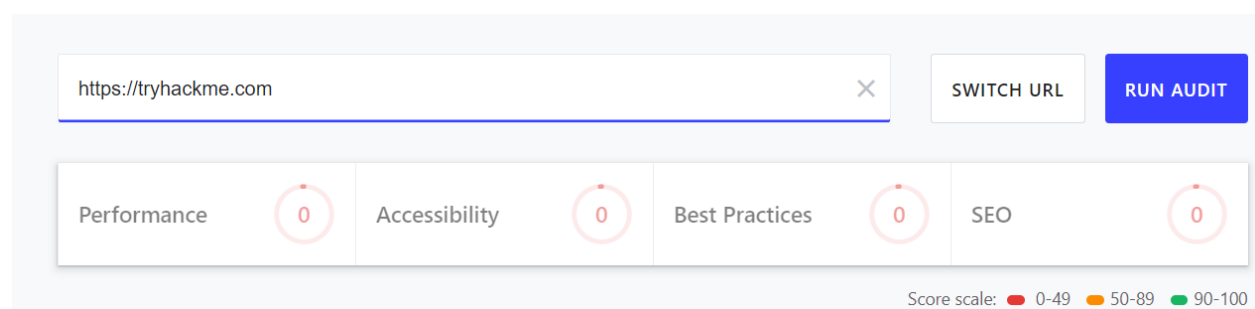 https://tryhackme.com × SWITCH URL RUN AUDIT
Performance 0 Accessibility 0 Best Practices 0 SEO 0
Score scale: 0-49 50-89 90-100